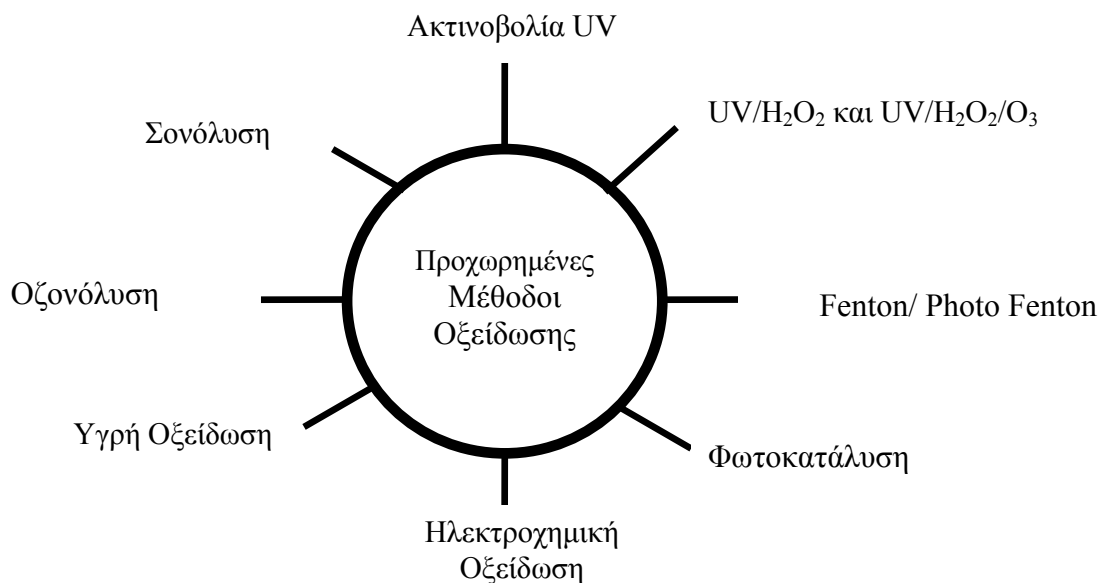 Ακτινοβολία UV
UV/H₂O₂ και UV/H₂O₂/O₃
Σονόλυση
Προχωρημένες
Μέθοδοι
Οξείδωσης
Οζονόλυση
Fenton/ Photo Fenton
Υγρή Οξείδωση
Φωτοκατάλυση
Ηλεκτροχημική
Οξείδωση